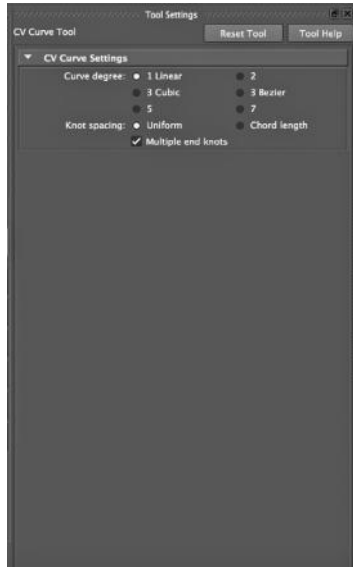 Tool Settings
CV Curve Tool Reset Tool Tool Help
CV Curve Settings
Curve degree: 1 Linear 2
3 Cubic 3 Bezier
5 7
Knot spacing: Uniform Chord length
Multiple end knots